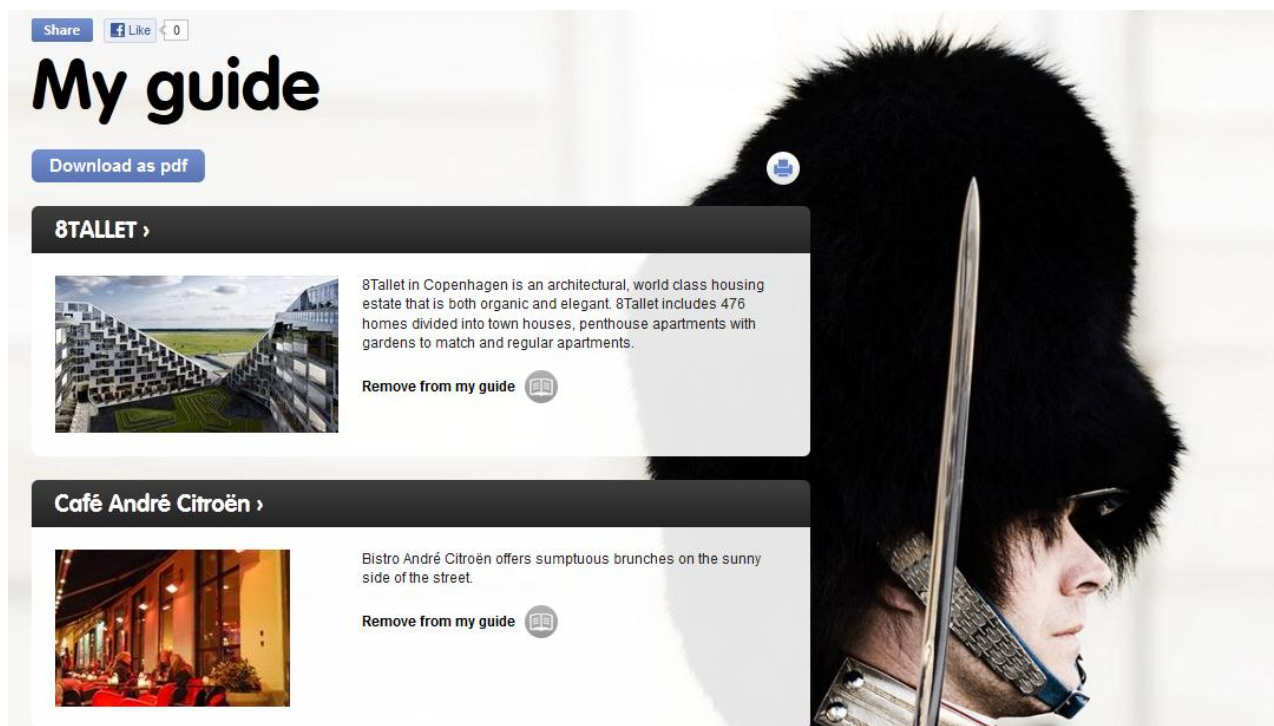 Share Like 0
My guide
Download as pdf
8TALLET ›
8Tallet in Copenhagen is an architectural, world class housing
estate that is both organic and elegant. 8Tallet includes 476
homes divided into town houses, penthouse apartments with
gardens to match and regular apartments.
Remove from my guide
Café André Citroën ›
Bistro André Citroën offers sumptuous brunches on the sunny
side of the street.
Remove from my guide